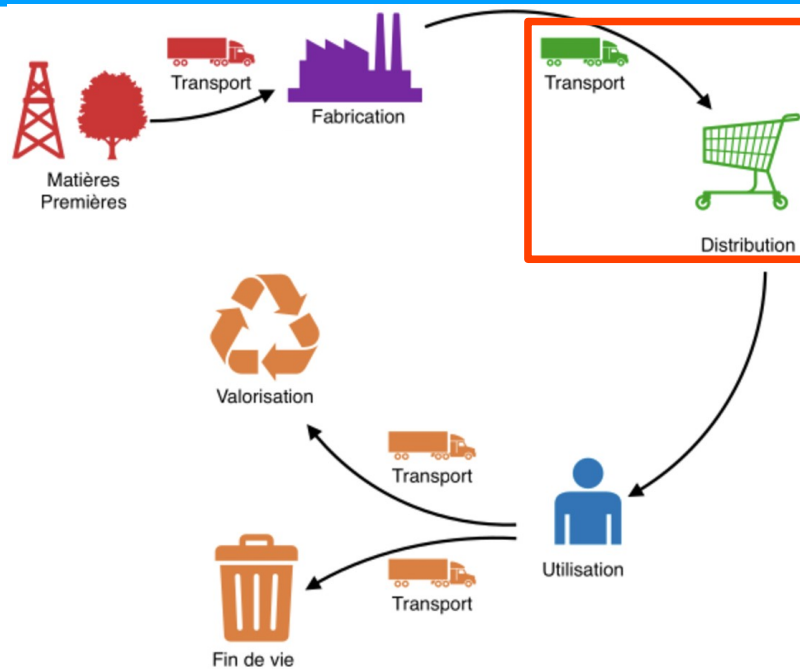 Transport
Fabrication
Transport
Matières
Premières
Distribution
Valorisation
Transport
Utilisation
Transport
Fin de vie